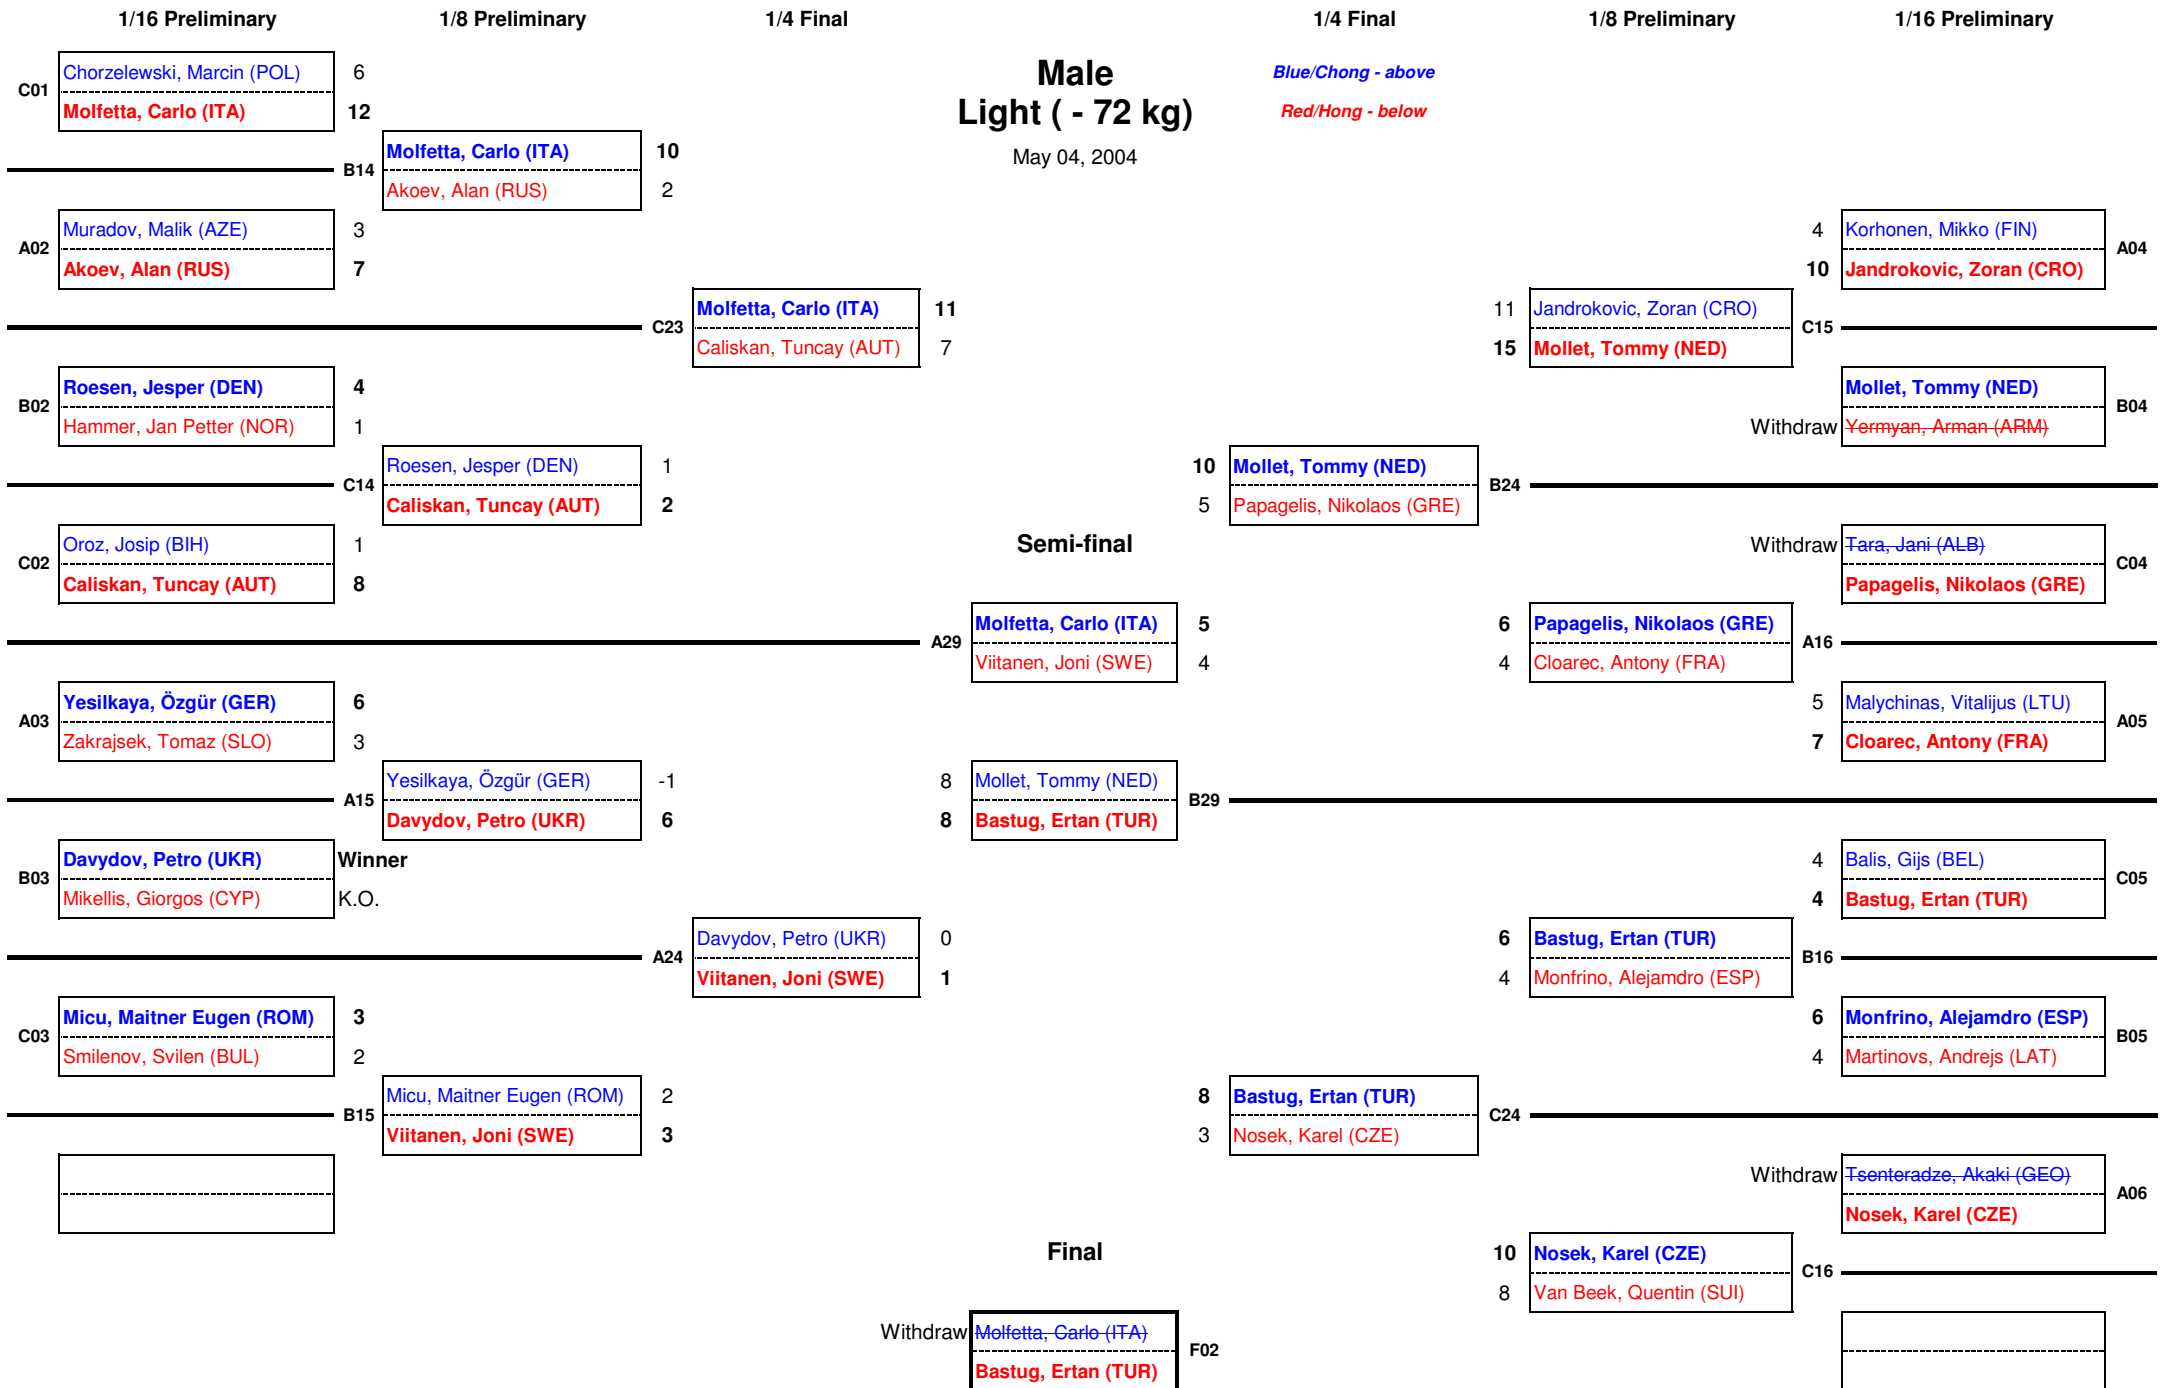 1/16 Preliminary 1/8 Preliminary 1/4 Final 1/4 Final 1/8 Preliminary 1/16 Preliminary
Male
Light ( - 72 kg)
May 04, 2004
Blue/Chong - above
Red/Hong - below
C01
Chorzelewski, Marcin (POL) 6
Molfetta, Carlo (ITA) 12
B14
Molfetta, Carlo (ITA) 10
Akoev, Alan (RUS) 2
A02
Muradov, Malik (AZE) 3
Akoev, Alan (RUS) 7
C23
Molfetta, Carlo (ITA) 11
Caliskan, Tuncay (AUT) 7
B02
Roesen, Jesper (DEN) 4
Hammer, Jan Petter (NOR) 1
C14
Roesen, Jesper (DEN) 1
Caliskan, Tuncay (AUT) 2
C02
Oroz, Josip (BIH) 1
Caliskan, Tuncay (AUT) 8
A03
Yesilkaya, Özgür (GER) 6
Zakrajsek, Tomaz (SLO) 3
A15
Yesilkaya, Özgür (GER) -1
Davydov, Petro (UKR) 6
B03
Davydov, Petro (UKR) Winner
Mikellis, Giorgos (CYP) K.O.
A24
Davydov, Petro (UKR) 0
Viitanen, Joni (SWE) 1
C03
Micu, Maitner Eugen (ROM) 3
Smilenov, Svilen (BUL) 2
B15
Micu, Maitner Eugen (ROM) 2
Viitanen, Joni (SWE) 3
Semi-final
A29
Molfetta, Carlo (ITA) 5
Viitanen, Joni (SWE) 4
8 Mollet, Tommy (NED)
8 Bastug, Ertan (TUR)
B29
Final
Withdraw Molfetta, Carlo (ITA)
Bastug, Ertan (TUR)
F02
4 Korhonen, Mikko (FIN)
10 Jandrokovic, Zoran (CRO)
A04
11 Jandrokovic, Zoran (CRO)
15 Mollet, Tommy (NED)
C15
Mollet, Tommy (NED)
Withdraw Yermyan, Arman (ARM)
B04
10 Mollet, Tommy (NED)
5 Papagelis, Nikolaos (GRE)
B24
Withdraw Tara, Jani (ALB)
Papagelis, Nikolaos (GRE)
C04
6 Papagelis, Nikolaos (GRE)
4 Cloarec, Antony (FRA)
A16
5 Malychinas, Vitalijus (LTU)
7 Cloarec, Antony (FRA)
A05
4 Balis, Gijs (BEL)
4 Bastug, Ertan (TUR)
C05
6 Bastug, Ertan (TUR)
4 Monfrino, Alejamdro (ESP)
B16
6 Monfrino, Alejamdro (ESP)
4 Martinovs, Andrejs (LAT)
B05
8 Bastug, Ertan (TUR)
3 Nosek, Karel (CZE)
C24
Withdraw Tsenteradze, Akaki (GEO)
Nosek, Karel (CZE)
A06
10 Nosek, Karel (CZE)
8 Van Beek, Quentin (SUI)
C16